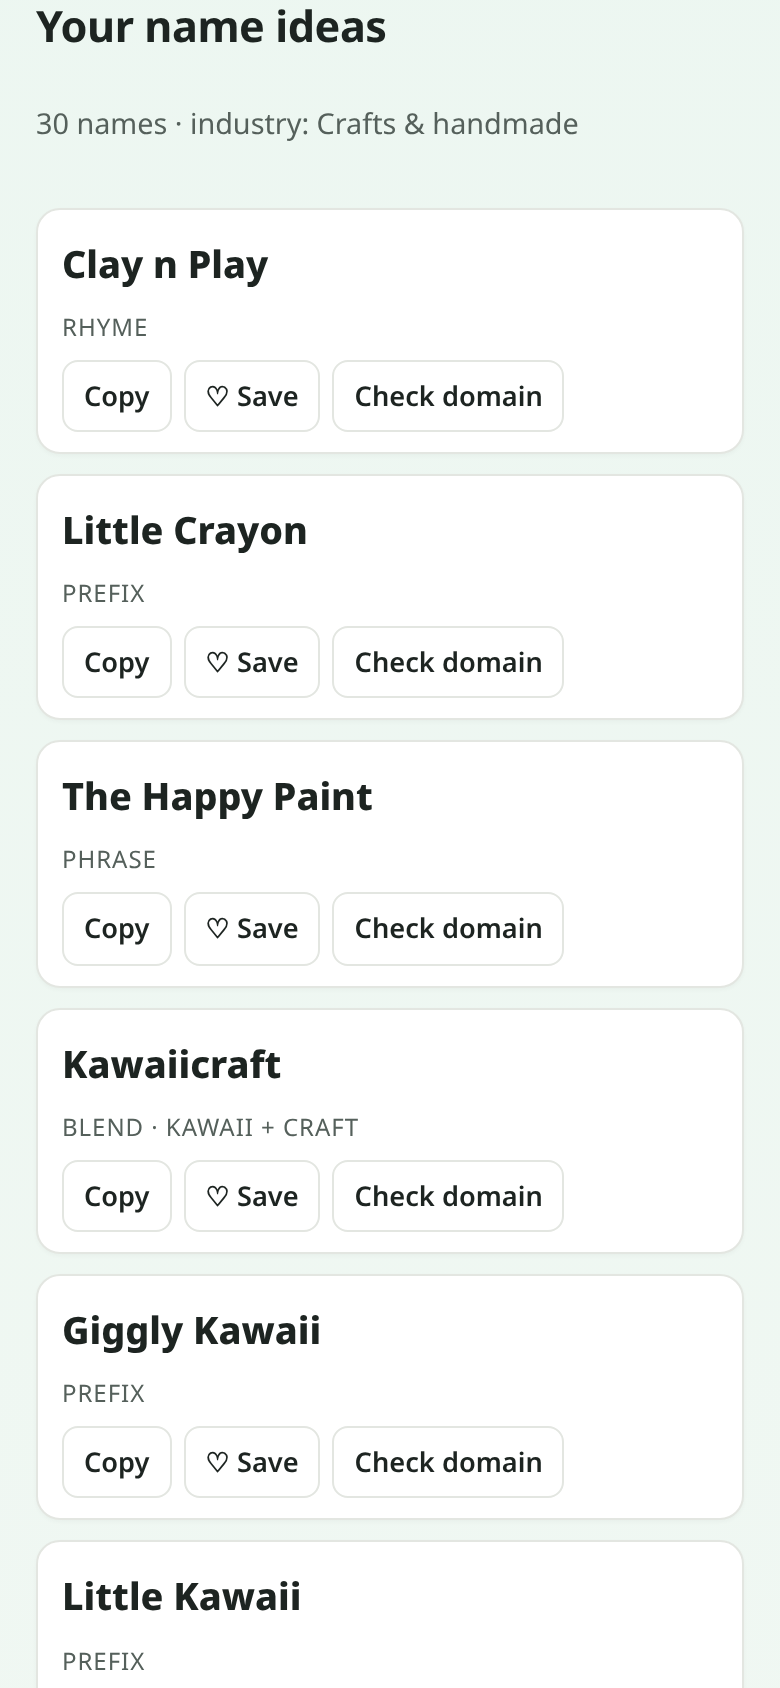 Your name ideas
30 names · industry: Crafts & handmade
Clay n Play
RHYME
Copy ♡ Save Check domain
Little Crayon
PREFIX
Copy ♡ Save Check domain
The Happy Paint
PHRASE
Copy ♡ Save Check domain
Kawaiicraft
BLEND · KAWAII + CRAFT
Copy ♡ Save Check domain
Giggly Kawaii
PREFIX
Copy ♡ Save Check domain
Little Kawaii
PREFIX